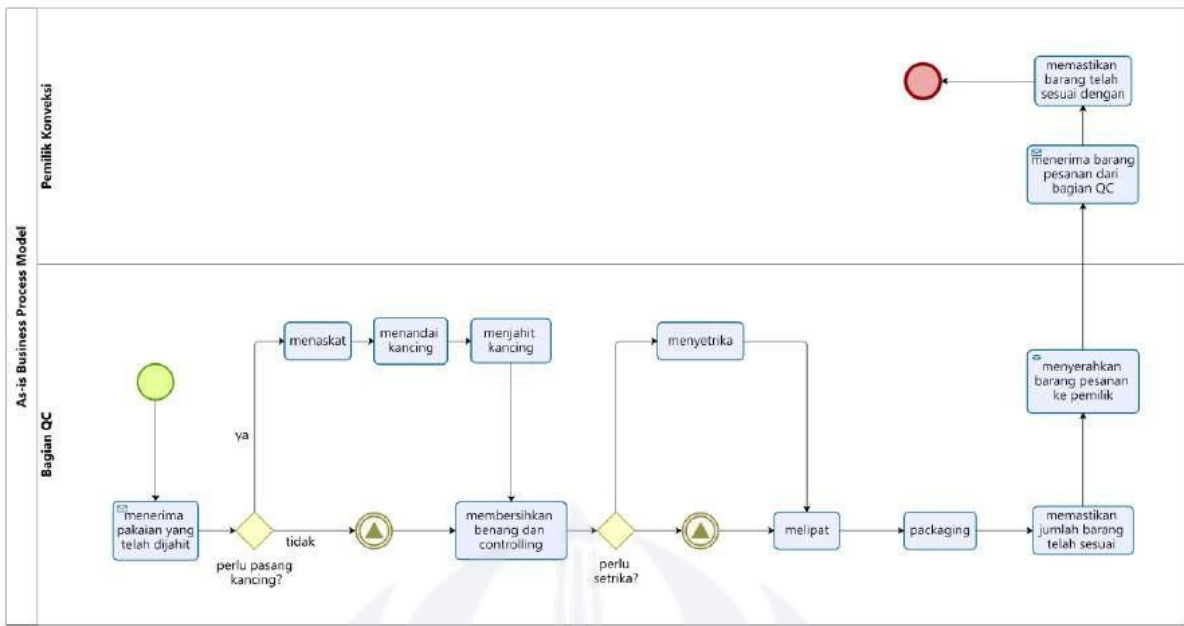 As-is Business Process Model
Pemilik Konveksi
memastikan
barang telah
sesuai dengan
menerima barang
pesanan dari
bagian QC
Bagian QC
menaskat
menandai
kancing
menjahit
kancing
menyetrika
menyerahkan
barang pesanan
ke pemilik
ya
menerima
pakaian yang
telah dijahit
perlu pasang
kancing?
tidak
membersihkan
benang dan
controlling
perlu
setrika?
melipat
packaging
memastikan
jumlah barang
telah sesuai